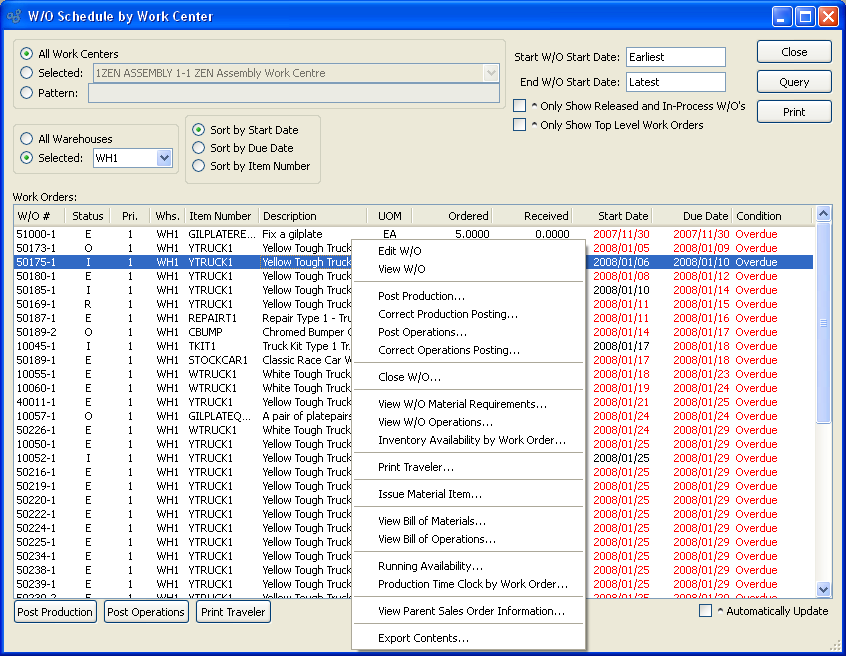 W/O Schedule by Work Center
All Work Centers
Selected: 1ZEN ASSEMBLY 1-1 ZEN Assembly Work Centre
Pattern:
Start W/O Start Date: Earliest
End W/O Start Date: Latest
^ Only Show Released and In-Process W/O's
^ Only Show Top Level Work Orders
Close
Query
Print
All Warehouses
Selected: WH1
Sort by Start Date
Sort by Due Date
Sort by Item Number
Work Orders:
W/O # Status Pri. Whs. Item Number Description UOM Ordered Received Start Date Due Date Condition
51000-1 E 1 WH1 GILPLATERE... Fix a gilplate EA 5.0000 0.0000 2007/11/30 2007/11/30 Overdue
50173-1 O 1 WH1 YTRUCK1 Yellow Tough Truck 2008/01/05 2008/01/09 Overdue
50175-1 I 1 WH1 YTRUCK1 Yellow Tough Truck 2008/01/06 2008/01/10 Overdue
50180-1 E 1 WH1 YTRUCK1 Yellow Tough Truck 2008/01/08 2008/01/12 Overdue
50185-1 I 1 WH1 YTRUCK1 Yellow Tough Truck 2008/01/10 2008/01/14 Overdue
50169-1 R 1 WH1 YTRUCK1 Yellow Tough Truck 2008/01/11 2008/01/15 Overdue
50187-1 E 1 WH1 REPAIRT1 Repair Type 1 - Tru 2008/01/11 2008/01/16 Overdue
50189-2 O 1 WH1 CBUMP Chromed Bumper 2008/01/14 2008/01/17 Overdue
10045-1 I 1 WH1 TKIT1 Truck Kit Type 1 Tr. 2008/01/17 2008/01/18 Overdue
50189-1 E 1 WH1 STOCKCAR1 Classic Race Car W 2008/01/17 2008/01/18 Overdue
10055-1 E 1 WH1 WTRUCK1 White Tough Truck 2008/01/18 2008/01/23 Overdue
10060-1 E 1 WH1 WTRUCK1 White Tough Truck 2008/01/19 2008/01/24 Overdue
40011-1 E 1 WH1 YTRUCK1 Yellow Tough Truck 2008/01/21 2008/01/25 Overdue
10057-1 O 1 WH1 GILPLATEQ... A pair of platepairs 2008/01/24 2008/01/24 Overdue
50226-1 E 1 WH1 WTRUCK1 White Tough Truck 2008/01/24 2008/01/29 Overdue
10050-1 E 1 WH1 YTRUCK1 Yellow Tough Truck 2008/01/25 2008/01/29 Overdue
10052-1 I 1 WH1 YTRUCK1 Yellow Tough Truck 2008/01/25 2008/01/29 Overdue
50216-1 E 1 WH1 YTRUCK1 Yellow Tough Truck 2008/01/25 2008/01/29 Overdue
50219-1 E 1 WH1 YTRUCK1 Yellow Tough Truck 2008/01/25 2008/01/29 Overdue
50220-1 E 1 WH1 YTRUCK1 Yellow Tough Truck 2008/01/25 2008/01/29 Overdue
50222-1 E 1 WH1 YTRUCK1 Yellow Tough Truck 2008/01/25 2008/01/29 Overdue
50224-1 E 1 WH1 YTRUCK1 Yellow Tough Truck 2008/01/25 2008/01/29 Overdue
50225-1 E 1 WH1 YTRUCK1 Yellow Tough Truck 2008/01/25 2008/01/29 Overdue
50234-1 E 1 WH1 YTRUCK1 Yellow Tough Truck 2008/01/25 2008/01/29 Overdue
50238-1 E 1 WH1 YTRUCK1 Yellow Tough Truck 2008/01/25 2008/01/29 Overdue
50239-1 E 1 WH1 YTRUCK1 Yellow Tough Truck 2008/01/25 2008/01/29 Overdue
Edit W/O
View W/O
Post Production...
Correct Production Posting...
Post Operations...
Correct Operations Posting...
Close W/O...
View W/O Material Requirements...
View W/O Operations...
Inventory Availability by Work Order...
Print Traveler...
Issue Material Item...
View Bill of Materials...
View Bill of Operations...
Running Availability...
Production Time Clock by Work Order...
View Parent Sales Order Information...
Export Contents...
Post Production
Post Operations
Print Traveler
^ Automatically Update